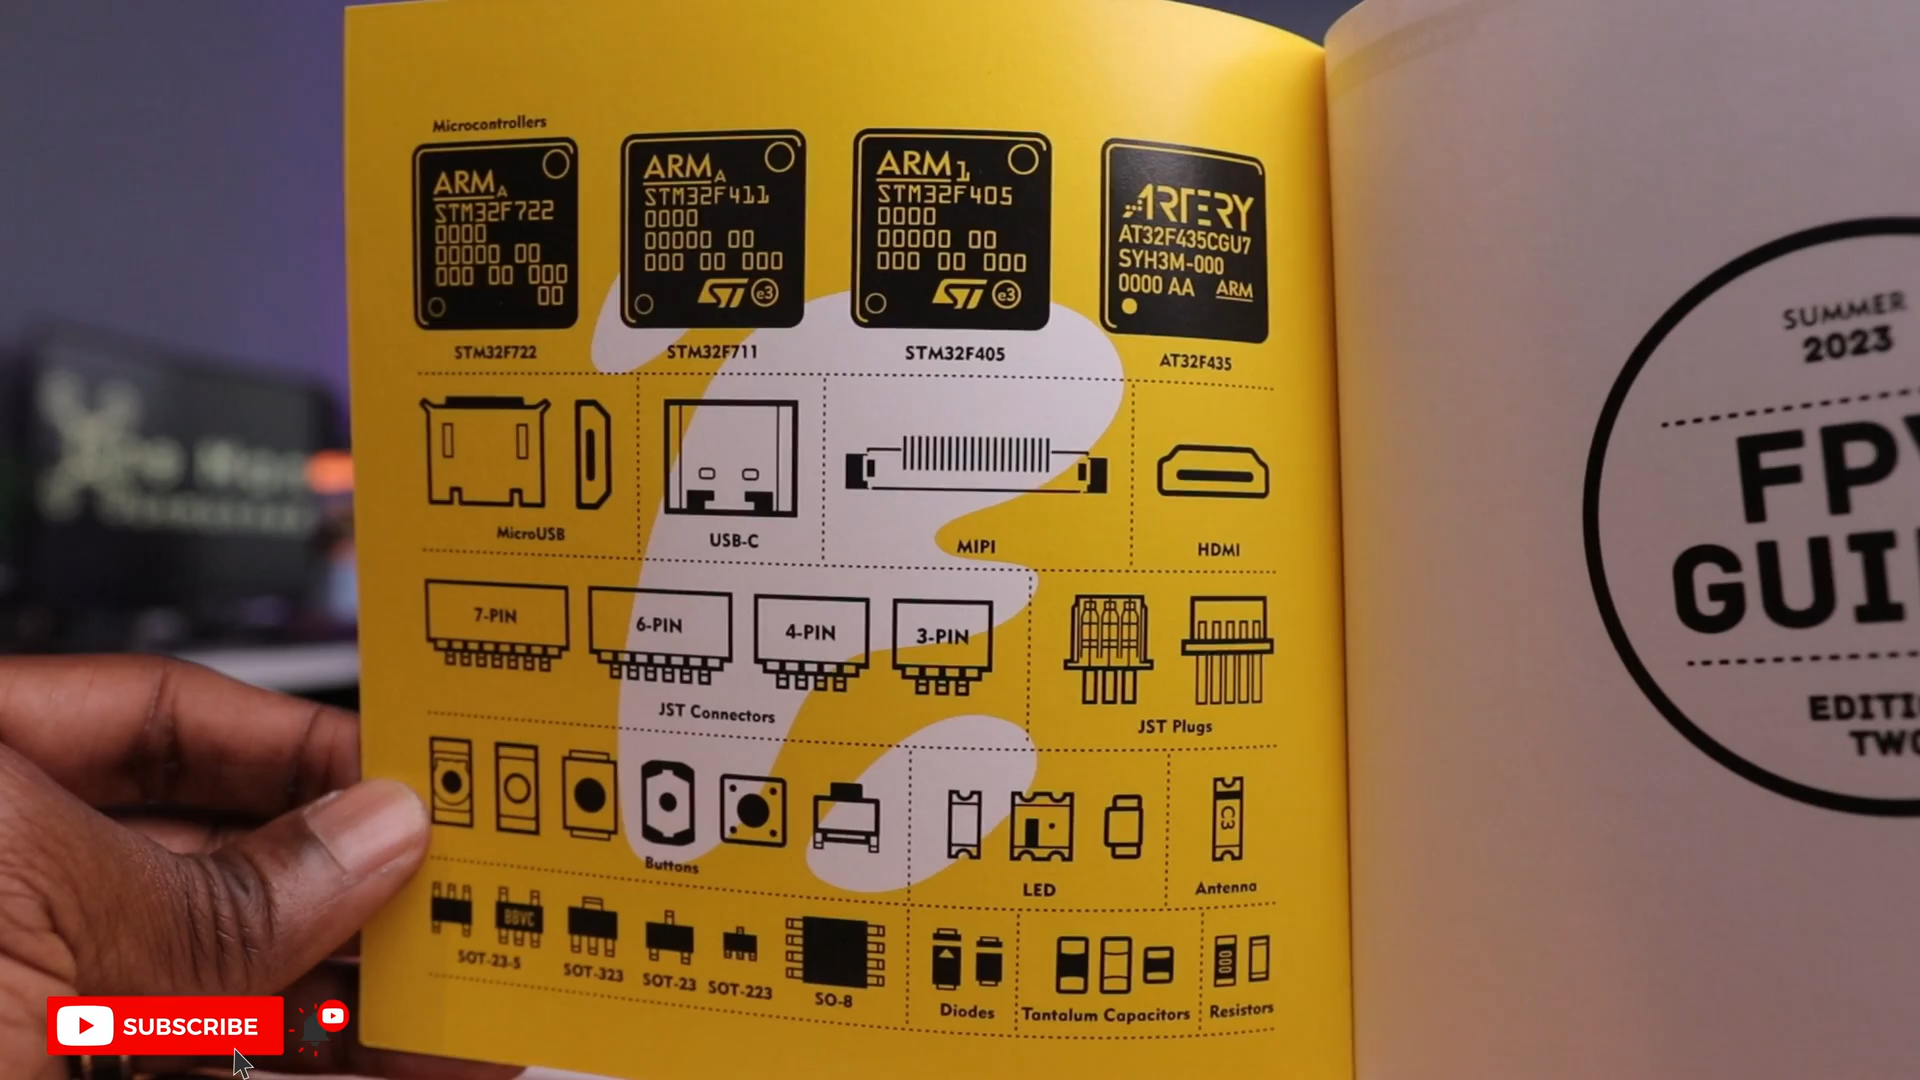 Microcontrollers
ARM A
STM32F722
0000
00000 00
000 00 000
00
ARM A
STM32F411
0000
00000 00
000 00 000
ST e3
ARM 1
STM32F405
0000
00000 00
000 00 000
ST e3
ARTERY
AT32F435CGU7
SYH3M-000
0000 AA ARM
STM32F722
STM32F711
STM32F405
AT32F435
MicroUSB
USB-C
MIPI
HDMI
7-PIN
6-PIN
4-PIN
3-PIN
JST Connectors
JST Plugs
Buttons
LED
C3
Antenna
BBVC
SOT-23-5
SOT-323
SOT-23
SOT-223
SO-8
Diodes
Tantalum Capacitors
000
Resistors
SUMMER
2023
FPV
GUI
EDITI
TWO
SUBSCRIBE